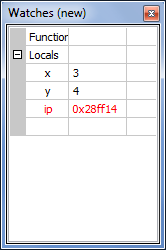 Watches (new)
Function
Locals
x 3
y 4
ip 0x28ff14